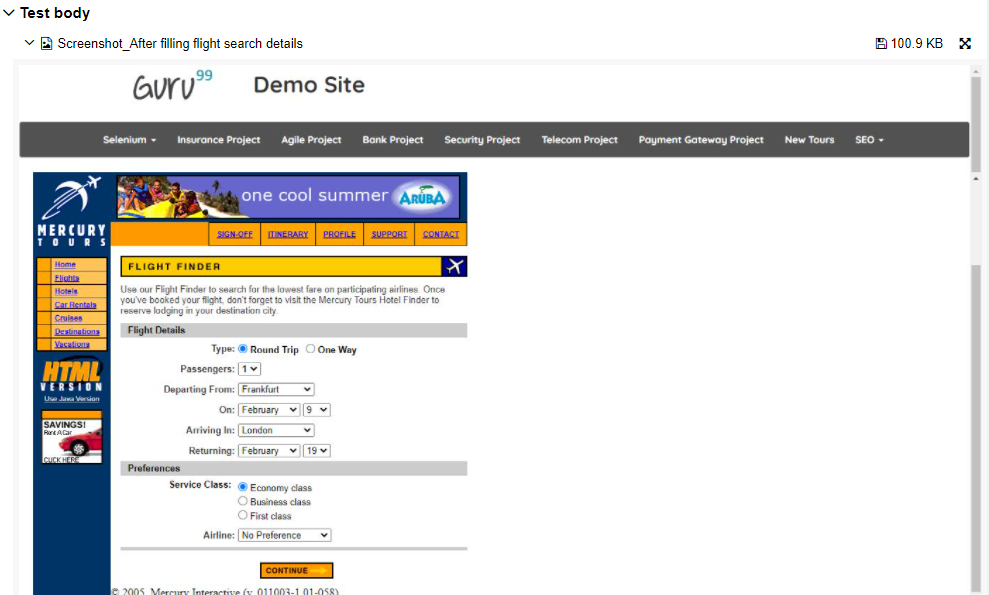 Test body
Screenshot_After filling flight search details 100.9 KB
Guru99 Demo Site
Selenium Insurance Project Agile Project Bank Project Security Project Telecom Project Payment Gateway Project New Tours SEO
MERCURY
TOURS
one cool summer ARUBA
SIGN-OFF ITINERARY PROFILE SUPPORT CONTACT
Home
Flights
Hotels
Car Rentals
Cruises
Destinations
Vacations
HTML
VERSION
Use Java Version
SAVINGS!
Rent A Car
CLICK HERE
FLIGHT FINDER
Use our Flight Finder to search for the lowest fare on participating airlines. Once
you've booked your flight, don't forget to visit the Mercury Tours Hotel Finder to
reserve lodging in your destination city.
Flight Details
Type: Round Trip One Way
Passengers: 1
Departing From: Frankfurt
On: February 9
Arriving In: London
Returning: February 19
Preferences
Service Class: Economy class
Business class
First class
Airline: No Preference
CONTINUE
© 2005, Mercury Interactive (v. 011003-1.01-058)